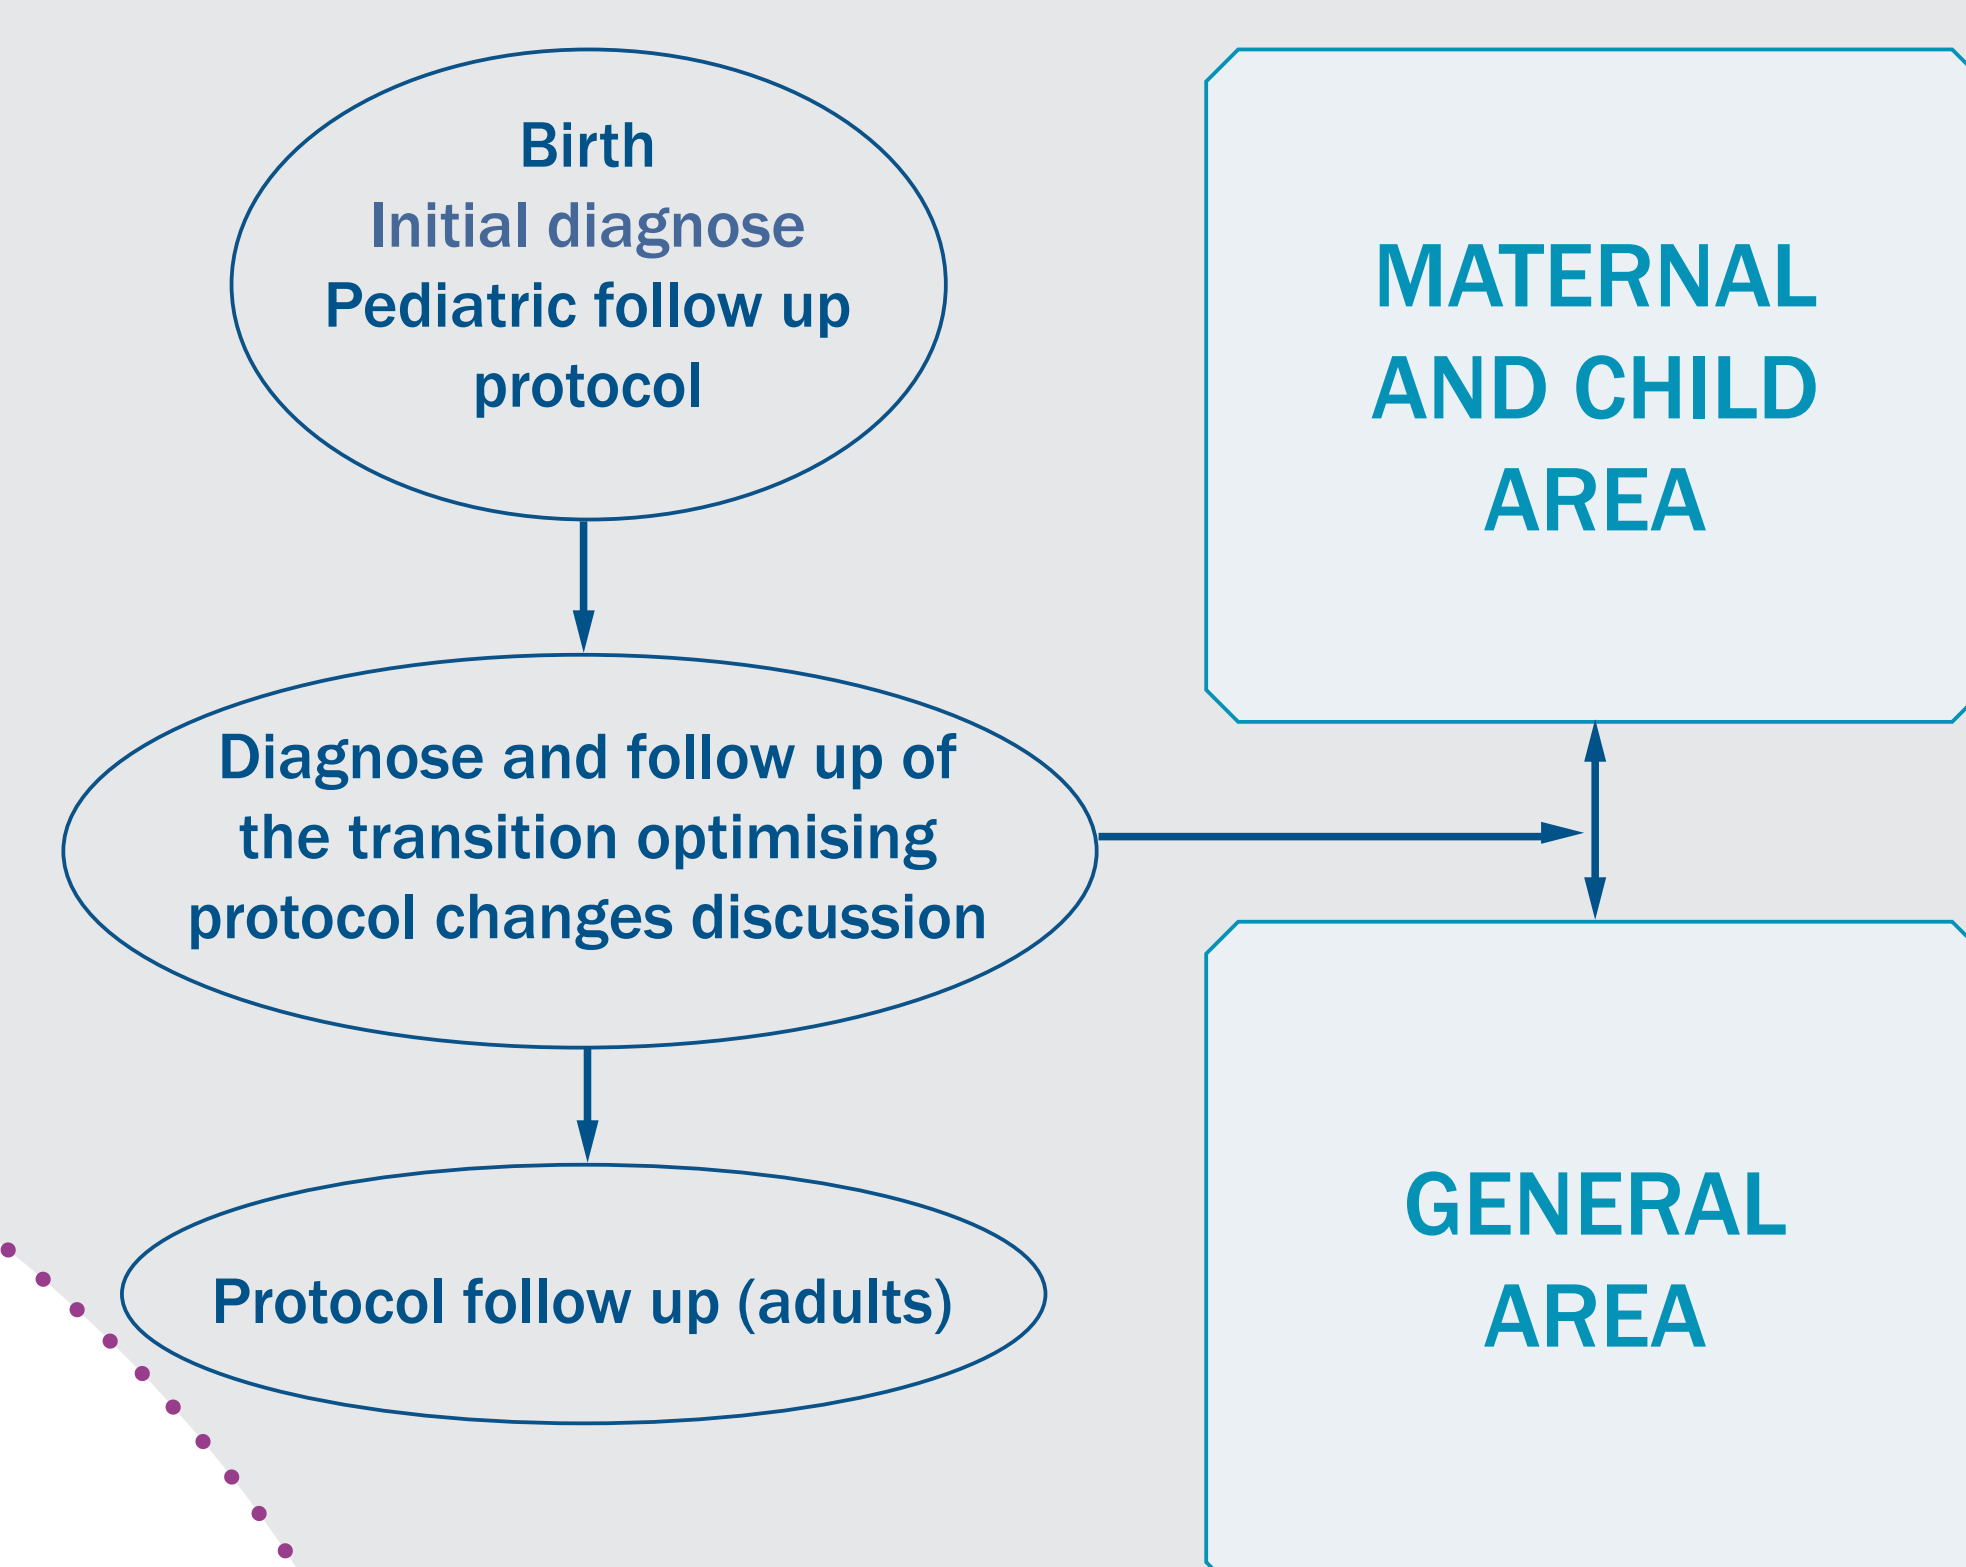 Birth
Initial diagnose
Pediatric follow up
protocol
Diagnose and follow up of
the transition optimising
protocol changes discussion
Protocol follow up (adults)
MATERNAL
AND CHILD
AREA
GENERAL
AREA